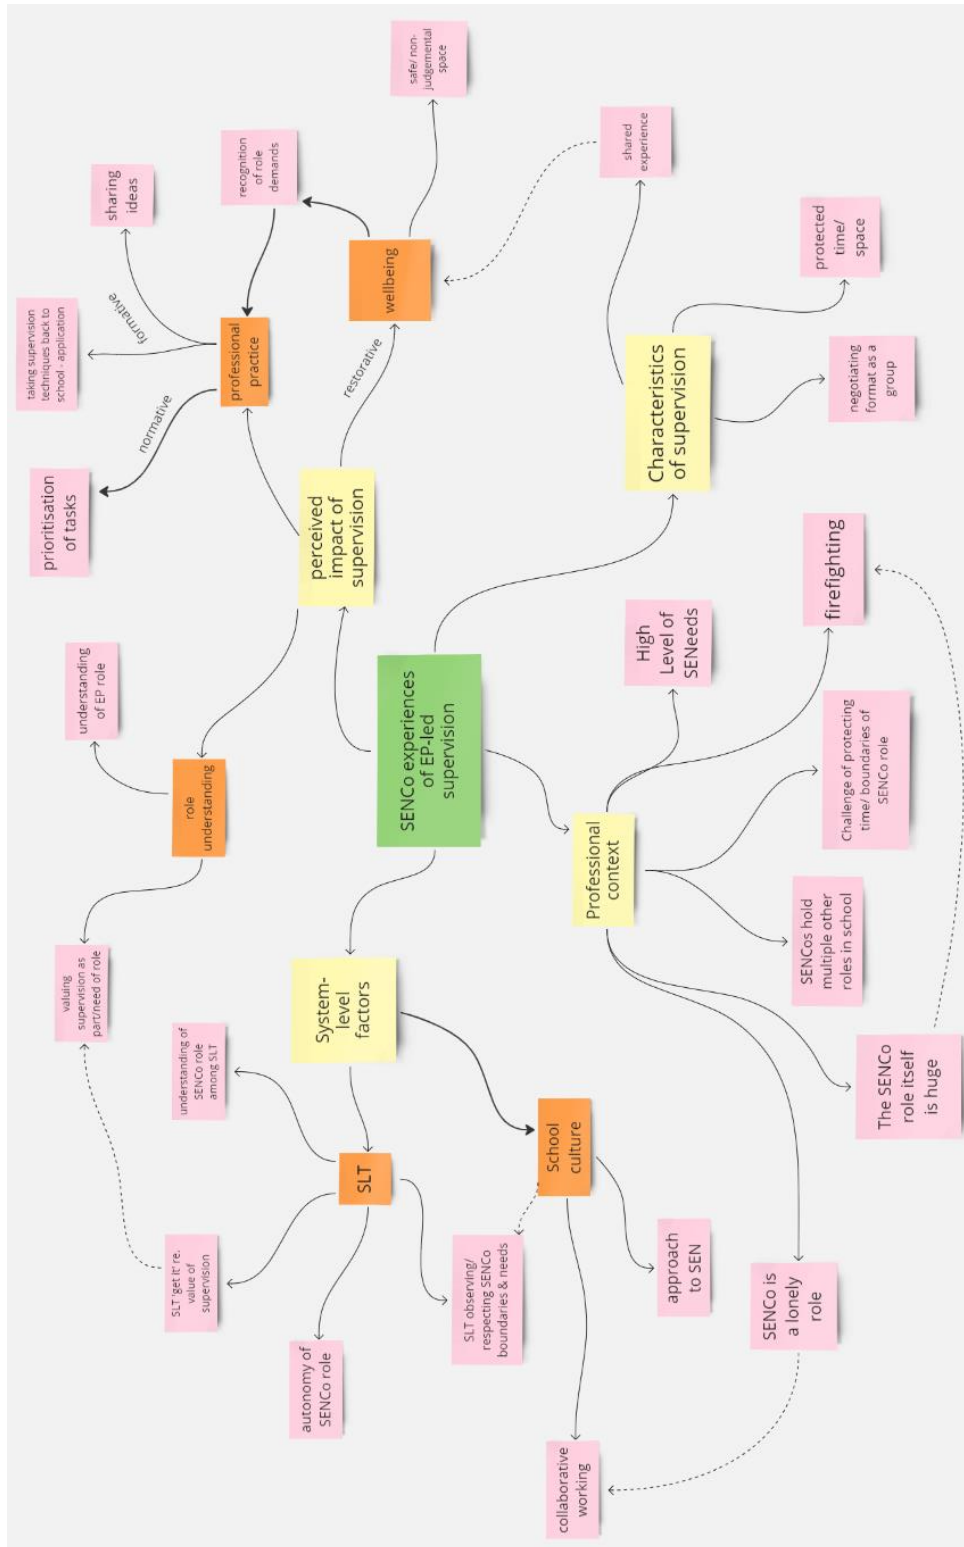 safe/ non-
judgemental
space
shared
experience
recognition
of role
demands
sharing
ideas
taking supervision
techniques back to
school - application
formative
normative
professional
practice
prioritisation
of tasks
wellbeing
restorative
protected
time/
space
negotiating
format as a
group
Characteristics
of supervision
perceived
impact of
supervision
understanding
of EP role
role
understanding
valuing
supervision as
part/need of role
SENCo experiences
of EP-led
supervision
High
Level of
SENeeds
firefighting
Challenge of protecting
time/ boundaries of
SENCo role
Professional
context
SENCos hold
multiple other
roles in school
The SENCo
role itself
is huge
SENCo is
a lonely
role
System-
level
factors
understanding of
SENCo role
among SLT
SLT
SLT 'get it' re.
value of
supervision
autonomy of
SENCo role
SLT observing/
respecting SENCo
boundaries & needs
School
culture
approach
to SEN
collaborative
working